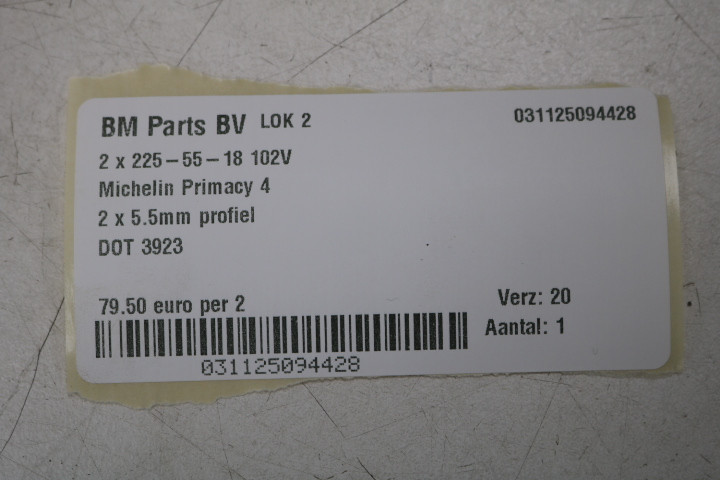 BM Parts BV LOK 2 031125094428
2 x 225-55-18 102V
Michelin Primacy 4
2 x 5.5mm profiel
DOT 3923
79.50 euro per 2 Verz: 20
Aantal: 1
031125094428